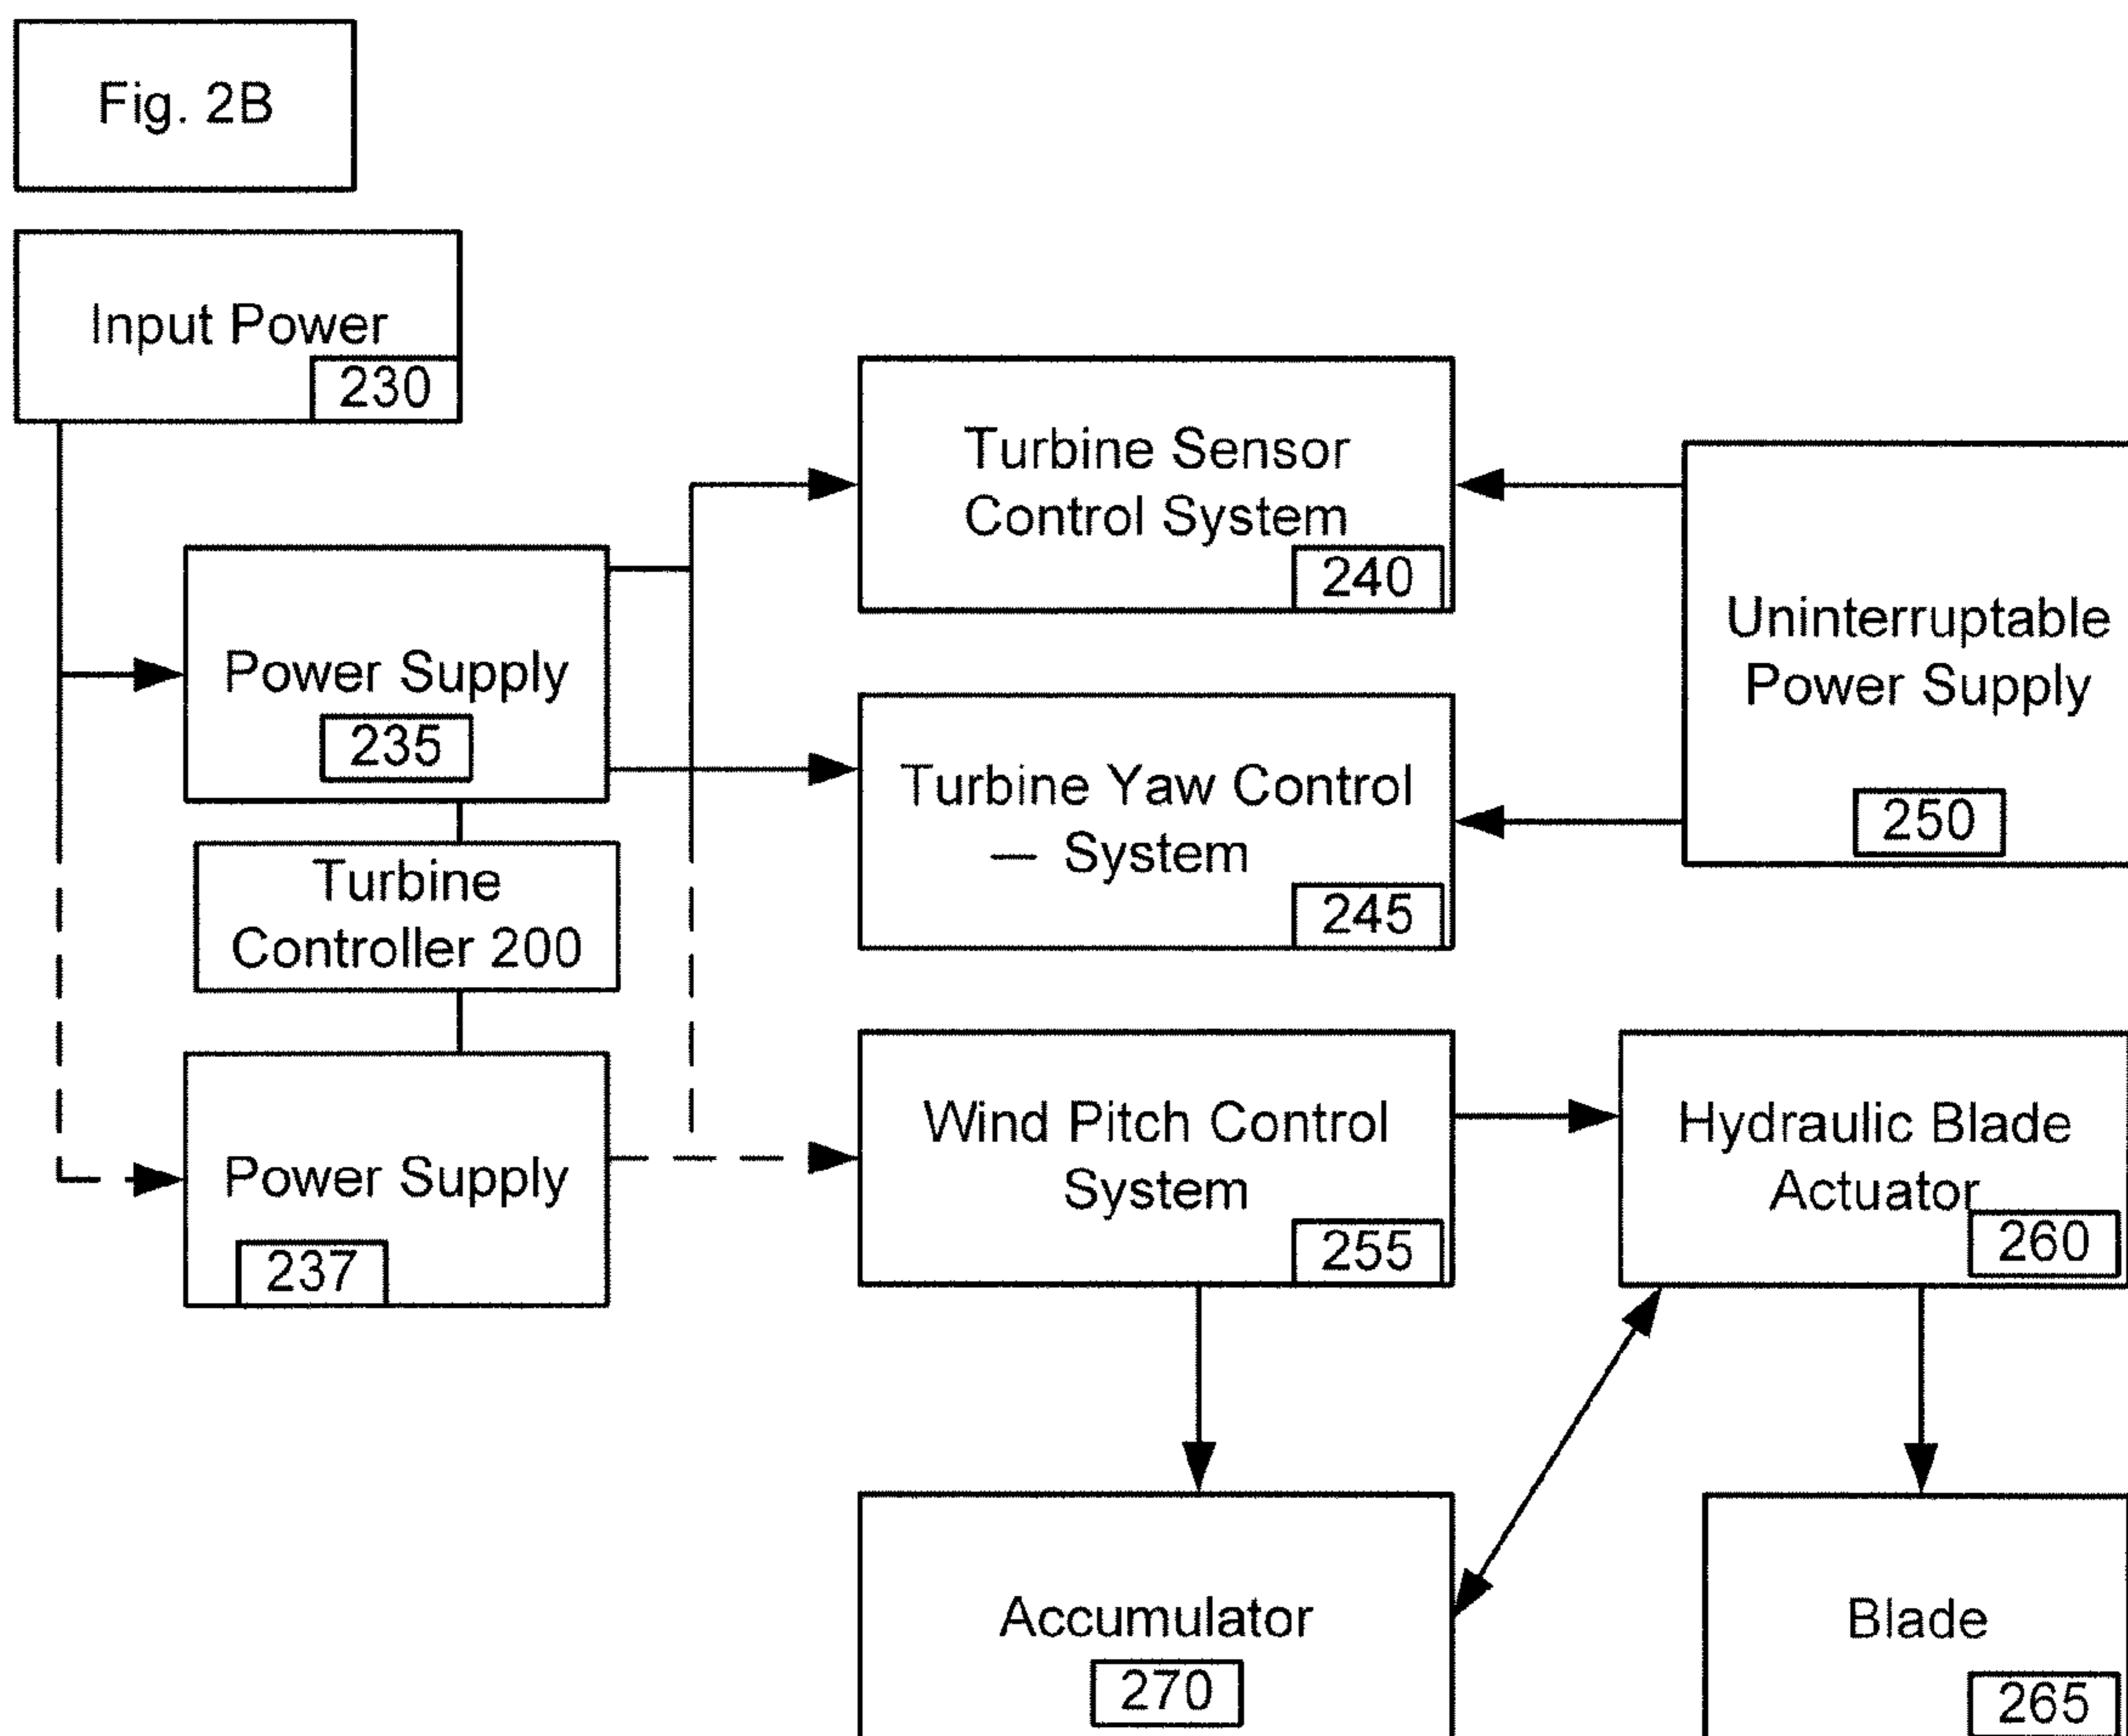 Fig. 2B
Input Power
230
Turbine Sensor
Control System
240
Power Supply
235
Uninterruptable
Power Supply
250
Turbine Yaw Control
— System
245
Turbine
Controller 200
Power Supply
237
Wind Pitch Control
System
255
Hydraulic Blade
Actuator
260
Accumulator
270
Blade
265